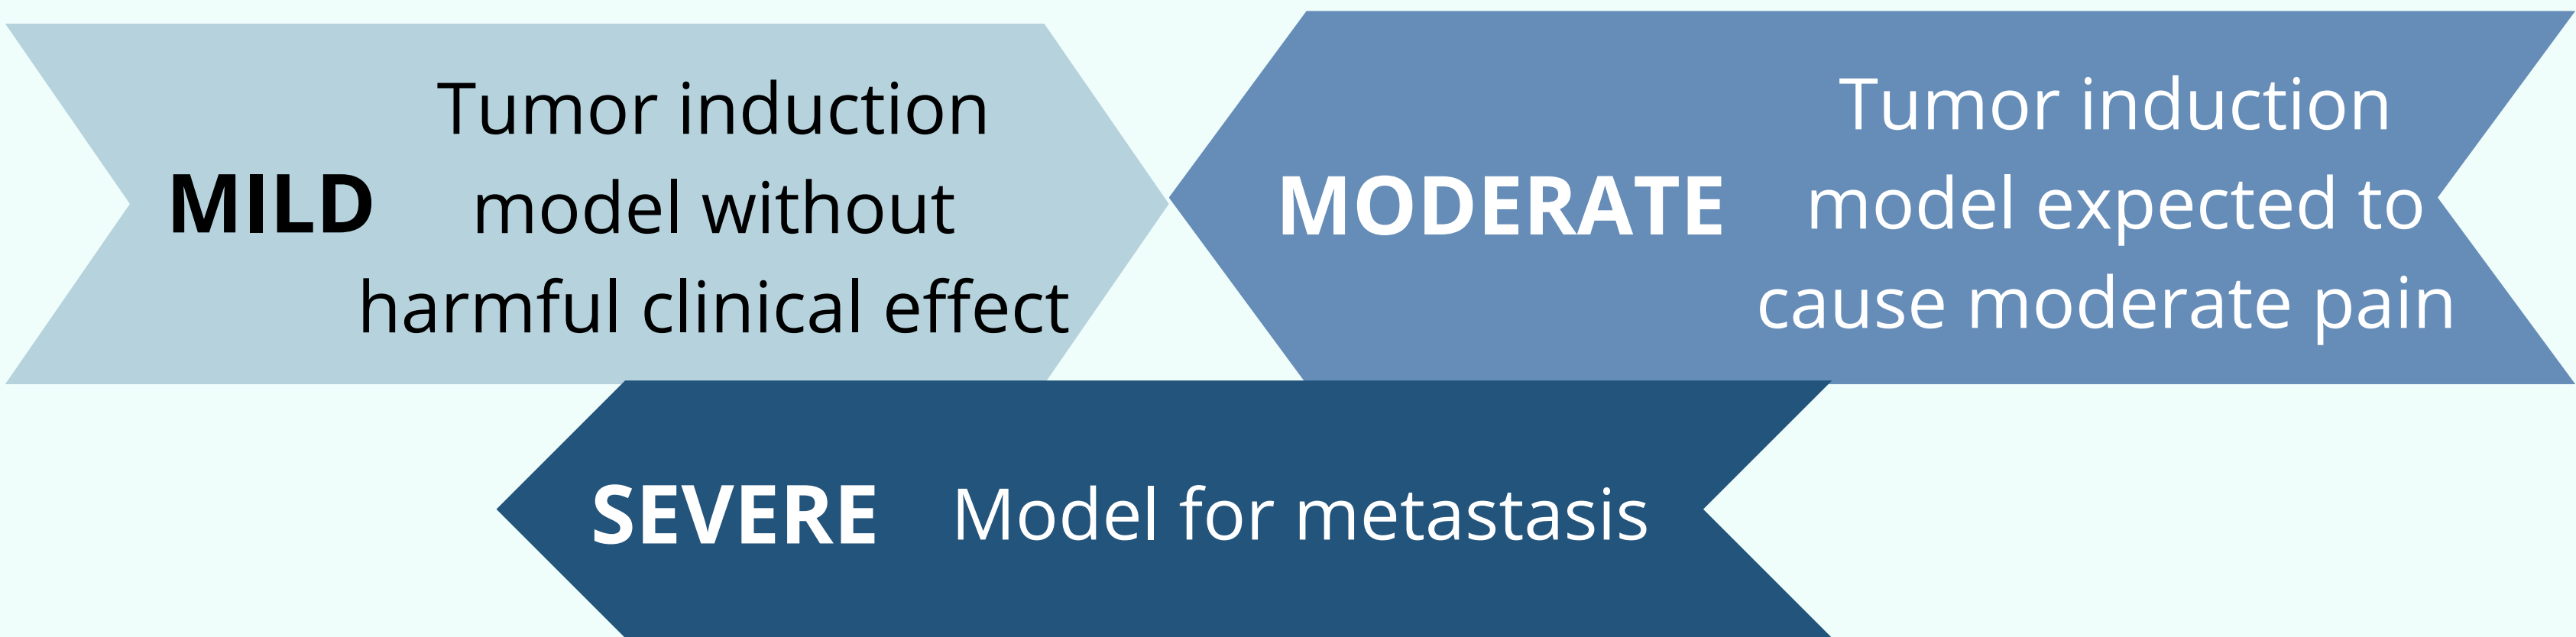 MILD
Tumor induction
model without
harmful clinical effect
MODERATE
Tumor induction
model expected to
cause moderate pain
SEVERE
Model for metastasis